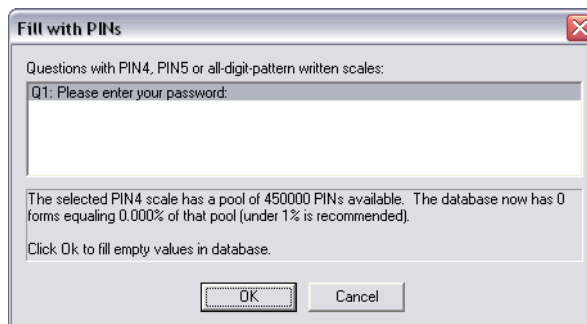 Fill with PINs
Questions with PIN4, PIN5 or all-digit-pattern written scales:
Q1: Please enter your password:
The selected PIN4 scale has a pool of 450000 PINs available.  The database now has 0
forms equaling 0.000% of that pool (under 1% is recommended).
Click Ok to fill empty values in database.
OK
Cancel